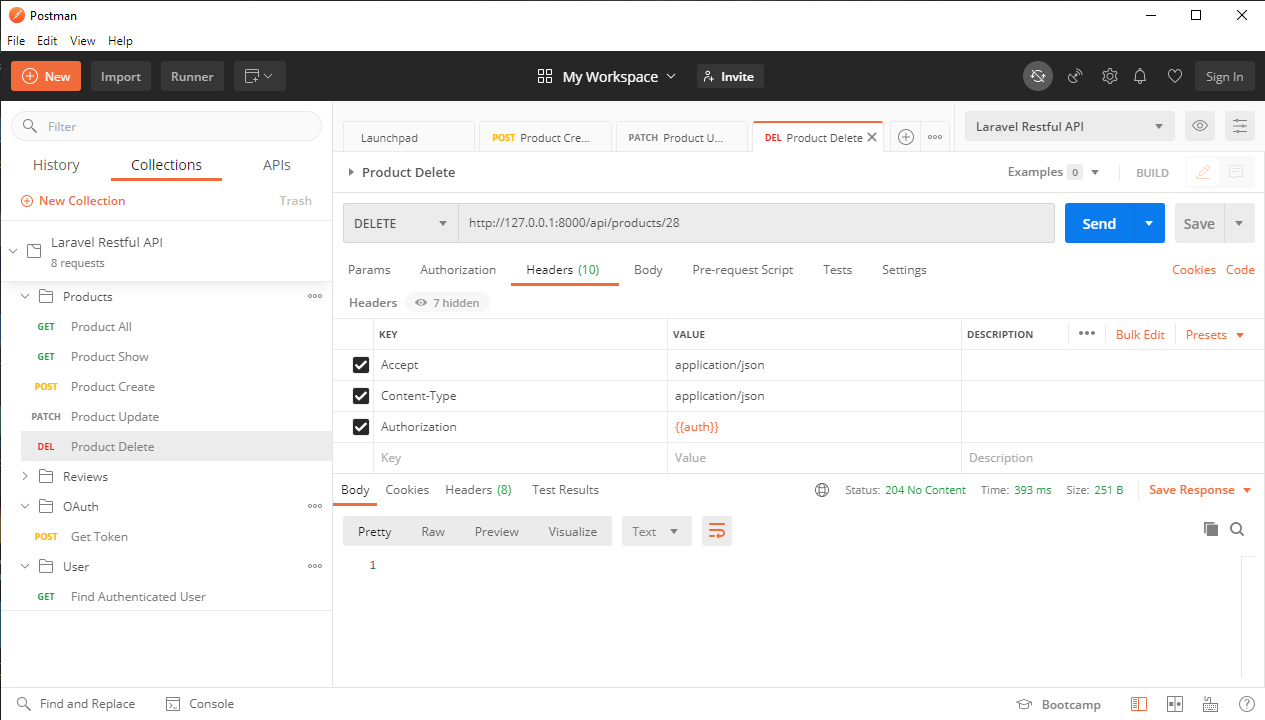 Postman
File Edit View Help
New Import Runner My Workspace Invite Sign In
Filter
History Collections APIs
New Collection Trash
Laravel Restful API
8 requests
Products
GET Product All
GET Product Show
POST Product Create
PATCH Product Update
DEL Product Delete
Reviews
OAuth
POST Get Token
User
GET Find Authenticated User
Launchpad POST Product Cre... PATCH Product U... DEL Product Delete Laravel Restful API
Product Delete Examples 0 BUILD
DELETE http://127.0.0.1:8000/api/products/28 Send Save
Params Authorization Headers (10) Body Pre-request Script Tests Settings Cookies Code
Headers 7 hidden
KEY VALUE DESCRIPTION Bulk Edit Presets
Accept application/json
Content-Type application/json
Authorization {{auth}}
Key Value Description
Body Cookies Headers (8) Test Results Status: 204 No Content Time: 393 ms Size: 251 B Save Response
Pretty Raw Preview Visualize Text
1
Find and Replace Console Bootcamp